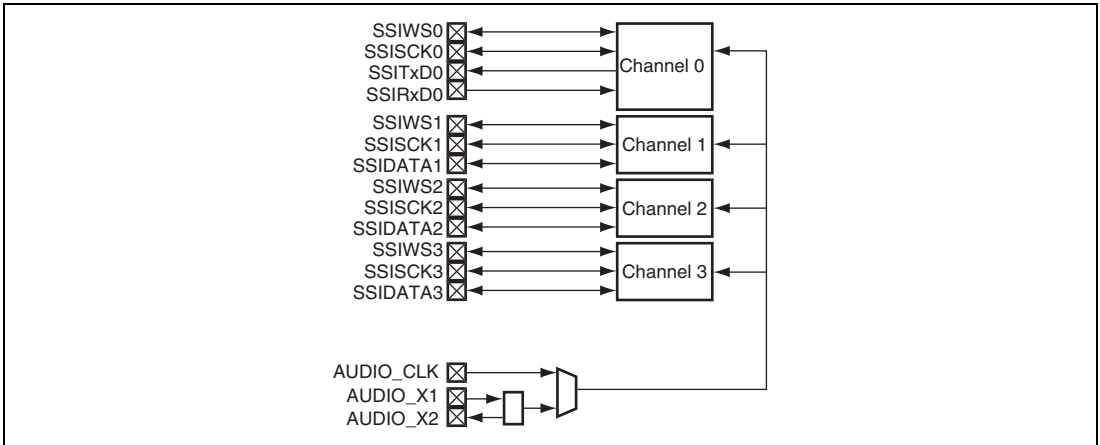 SSIWS0
SSISCK0
SSITxD0
SSIRxD0
Channel 0
SSIWS1
SSISCK1
SSIDATA1
Channel 1
SSIWS2
SSISCK2
SSIDATA2
Channel 2
SSIWS3
SSISCK3
SSIDATA3
Channel 3
AUDIO_CLK
AUDIO_X1
AUDIO_X2